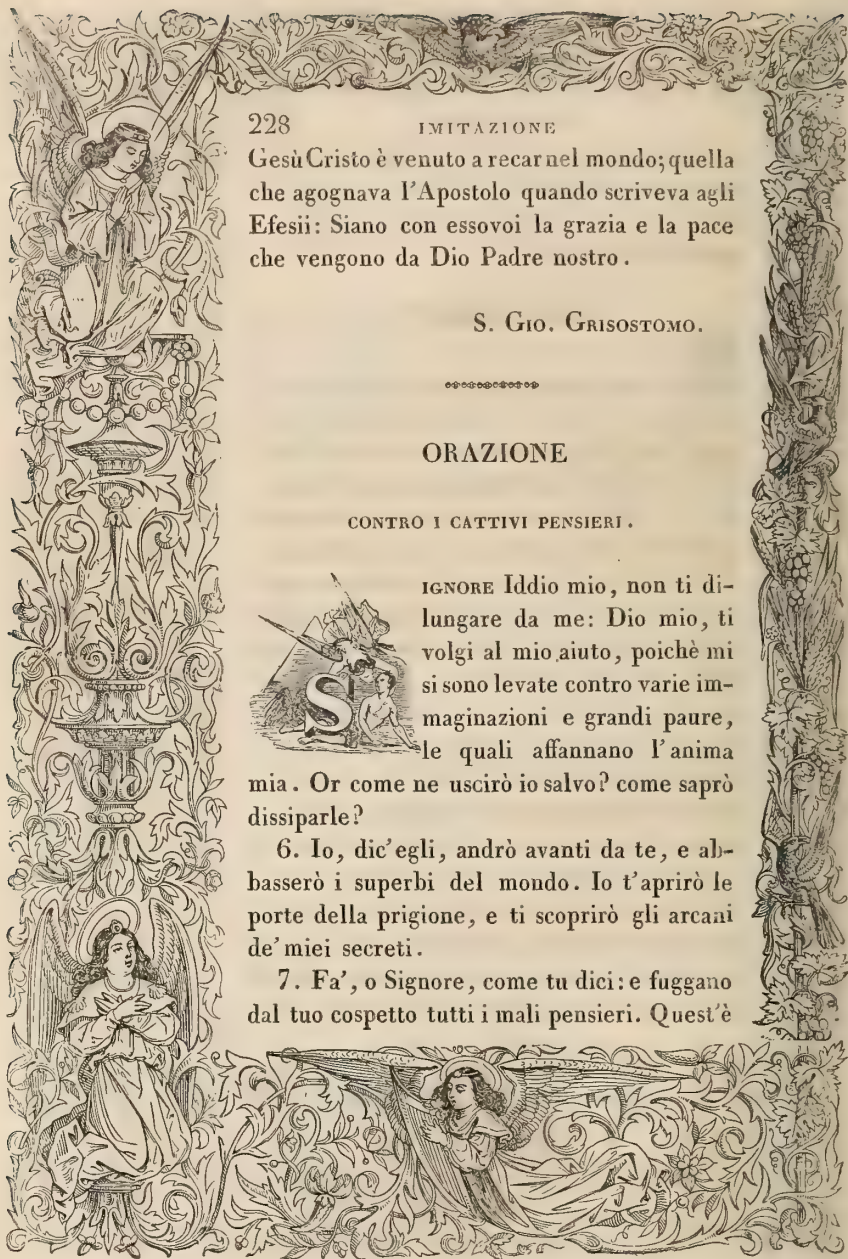 228 IMITAZIONE
Gesù Cristo è venuto a recar nel mondo; quella
che agognava l'Apostolo quando scriveva agli
Efesii: Siano con essovoi la grazia e la pace
che vengono da Dio Padre nostro.
S. GIO. GRISOSTOMO.
ORAZIONE
CONTRO I CATTIVI PENSIERI.
SIGNORE Iddio mio, non ti di-
lungare da me: Dio mio, ti
volgi al mio aiuto, poichè mi
si sono levate contro varie im-
maginazioni e grandi paure,
le quali affannano l'anima
mia. Or come ne uscirò io salvo? come saprò
dissiparle?
6. Io, dic'egli, andrò avanti da te, e ab-
basserò i superbi del mondo. Io t'aprirò le
porte della prigione, e ti scoprirò gli arcani
de' miei secreti.
7. Fa', o Signore, come tu dici: e fuggano
dal tuo cospetto tutti i mali pensieri. Quest'è